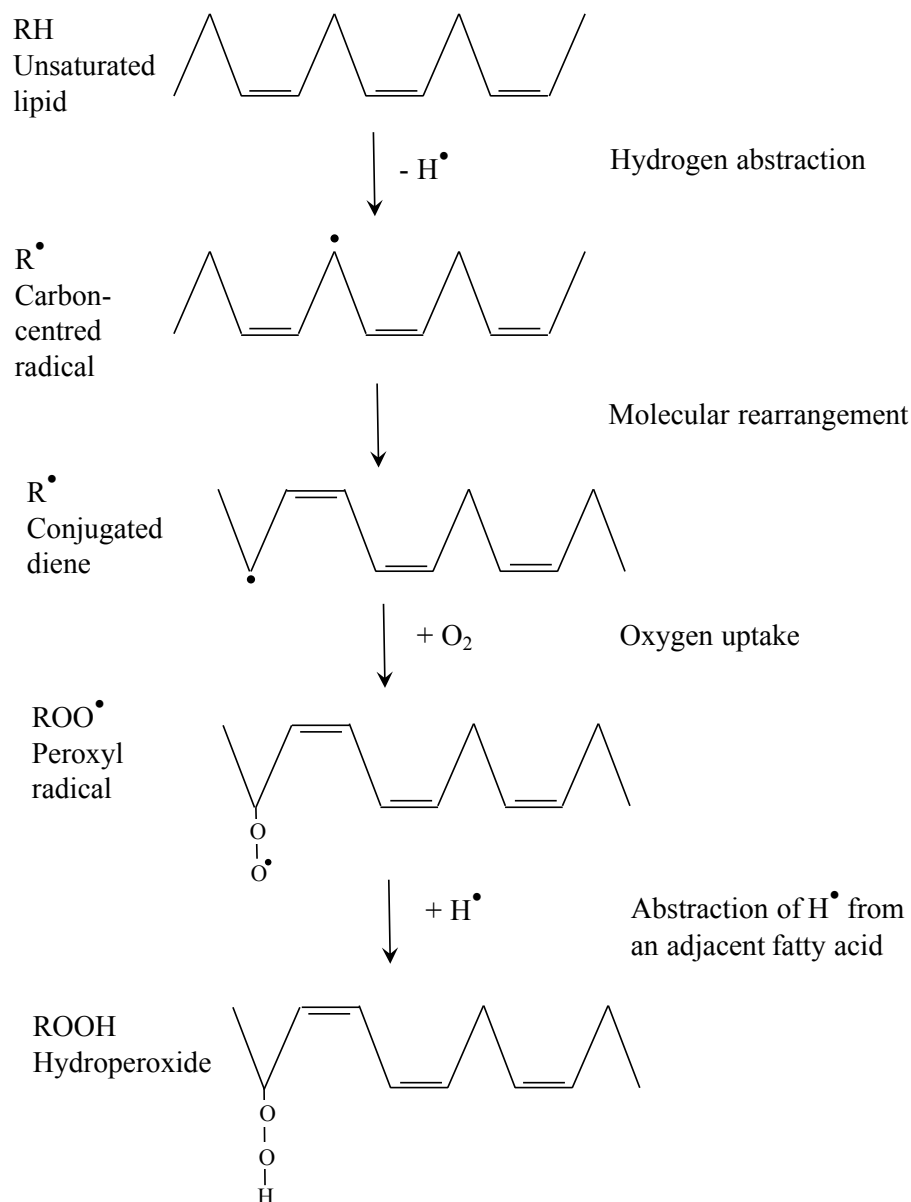 RH
Unsaturated
lipid
- H•
Hydrogen abstraction
R•
Carbon-
centred
radical
Molecular rearrangement
R•
Conjugated
diene
+ O₂
Oxygen uptake
ROO•
Peroxyl
radical
O
O•
+ H•
Abstraction of H• from
an adjacent fatty acid
ROOH
Hydroperoxide
O
O
H